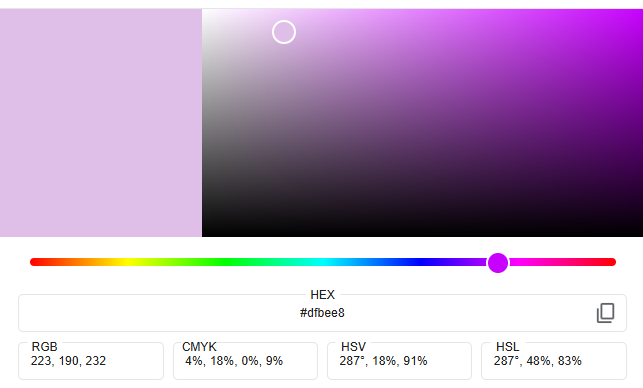 HEX
#dfbee8
RGB
223, 190, 232
CMYK
4%, 18%, 0%, 9%
HSV
287°, 18%, 91%
HSL
287°, 48%, 83%